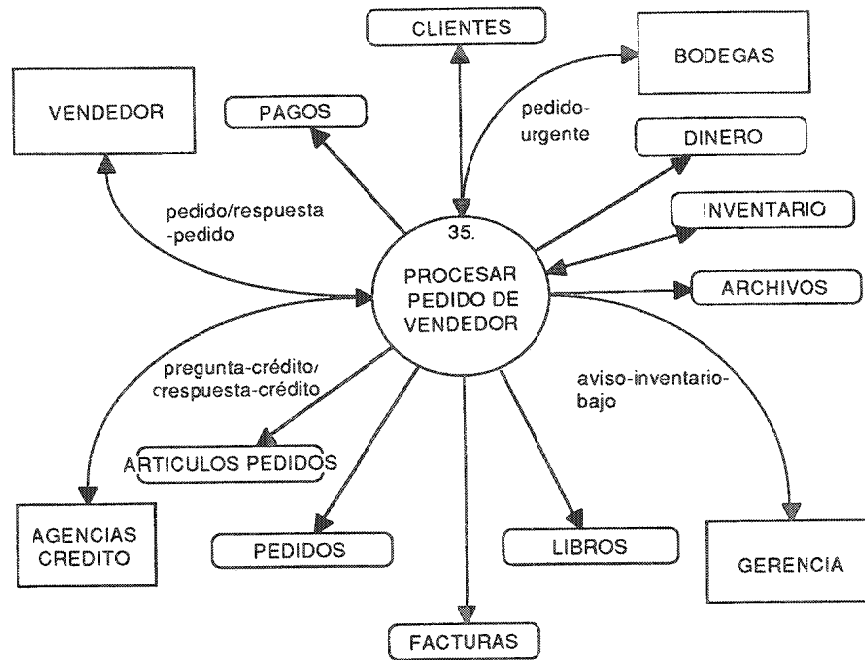 CLIENTES
BODEGAS
VENDEDOR
PAGOS
pedido-
urgente
DINERO
pedido/respuesta
-pedido
INVENTARIO
35.
PROCESAR
PEDIDO DE
VENDEDOR
ARCHIVOS
pregunta-crédito/
crespuesta-crédito
aviso-inventario-
bajo
ARTICULOS PEDIDOS
AGENCIAS
CREDITO
PEDIDOS
LIBROS
GERENCIA
FACTURAS